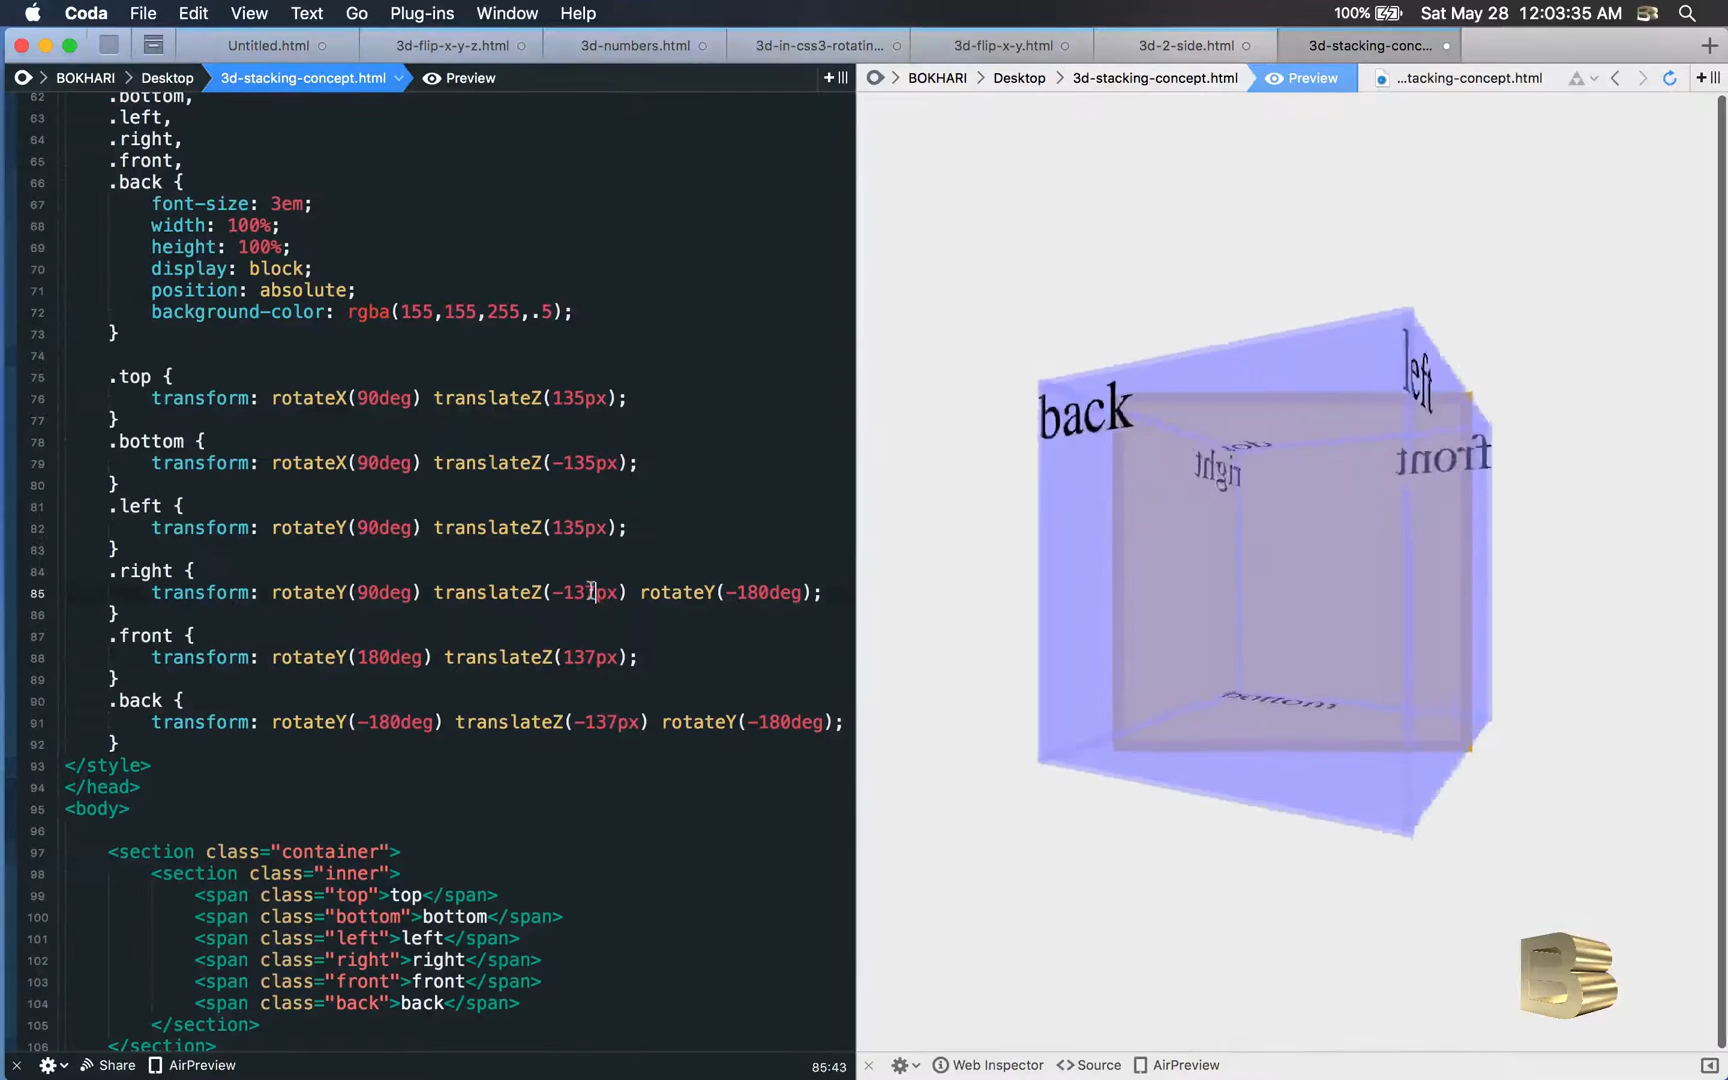 Coda File Edit View Text Go Plug-ins Window Help 100% Sat May 28 12:03:35 AM
Untitled.html 3d-flip-x-y-z.html 3d-numbers.html 3d-in-css3-rotatin... 3d-flip-x-y.html 3d-2-side.html 3d-stacking-conc...
BOKHARI Desktop 3d-stacking-concept.html Preview
BOKHARI Desktop 3d-stacking-concept.html Preview ...tacking-concept.html
62 .bottom,
63 .left,
64 .right,
65 .front,
66 .back {
67 font-size: 3em;
68 width: 100%;
69 height: 100%;
70 display: block;
71 position: absolute;
72 background-color: rgba(155,155,255,.5);
73 }
74
75 .top {
76 transform: rotateX(90deg) translateZ(135px);
77 }
78 .bottom {
79 transform: rotateX(90deg) translateZ(-135px);
80 }
81 .left {
82 transform: rotateY(90deg) translateZ(135px);
83 }
84 .right {
85 transform: rotateY(90deg) translateZ(-137px) rotateY(-180deg);
86 }
87 .front {
88 transform: rotateY(180deg) translateZ(137px);
89 }
90 .back {
91 transform: rotateY(-180deg) translateZ(-137px) rotateY(-180deg);
92 }
93 </style>
94 </head>
95 <body>
96
97 <section class="container">
98 <section class="inner">
99 <span class="top">top</span>
100 <span class="bottom">bottom</span>
101 <span class="left">left</span>
102 <span class="right">right</span>
103 <span class="front">front</span>
104 <span class="back">back</span>
105 </section>
106 </section>
left
back
top
front
right
bottom
B
Share AirPreview 85:43
Web Inspector Source AirPreview